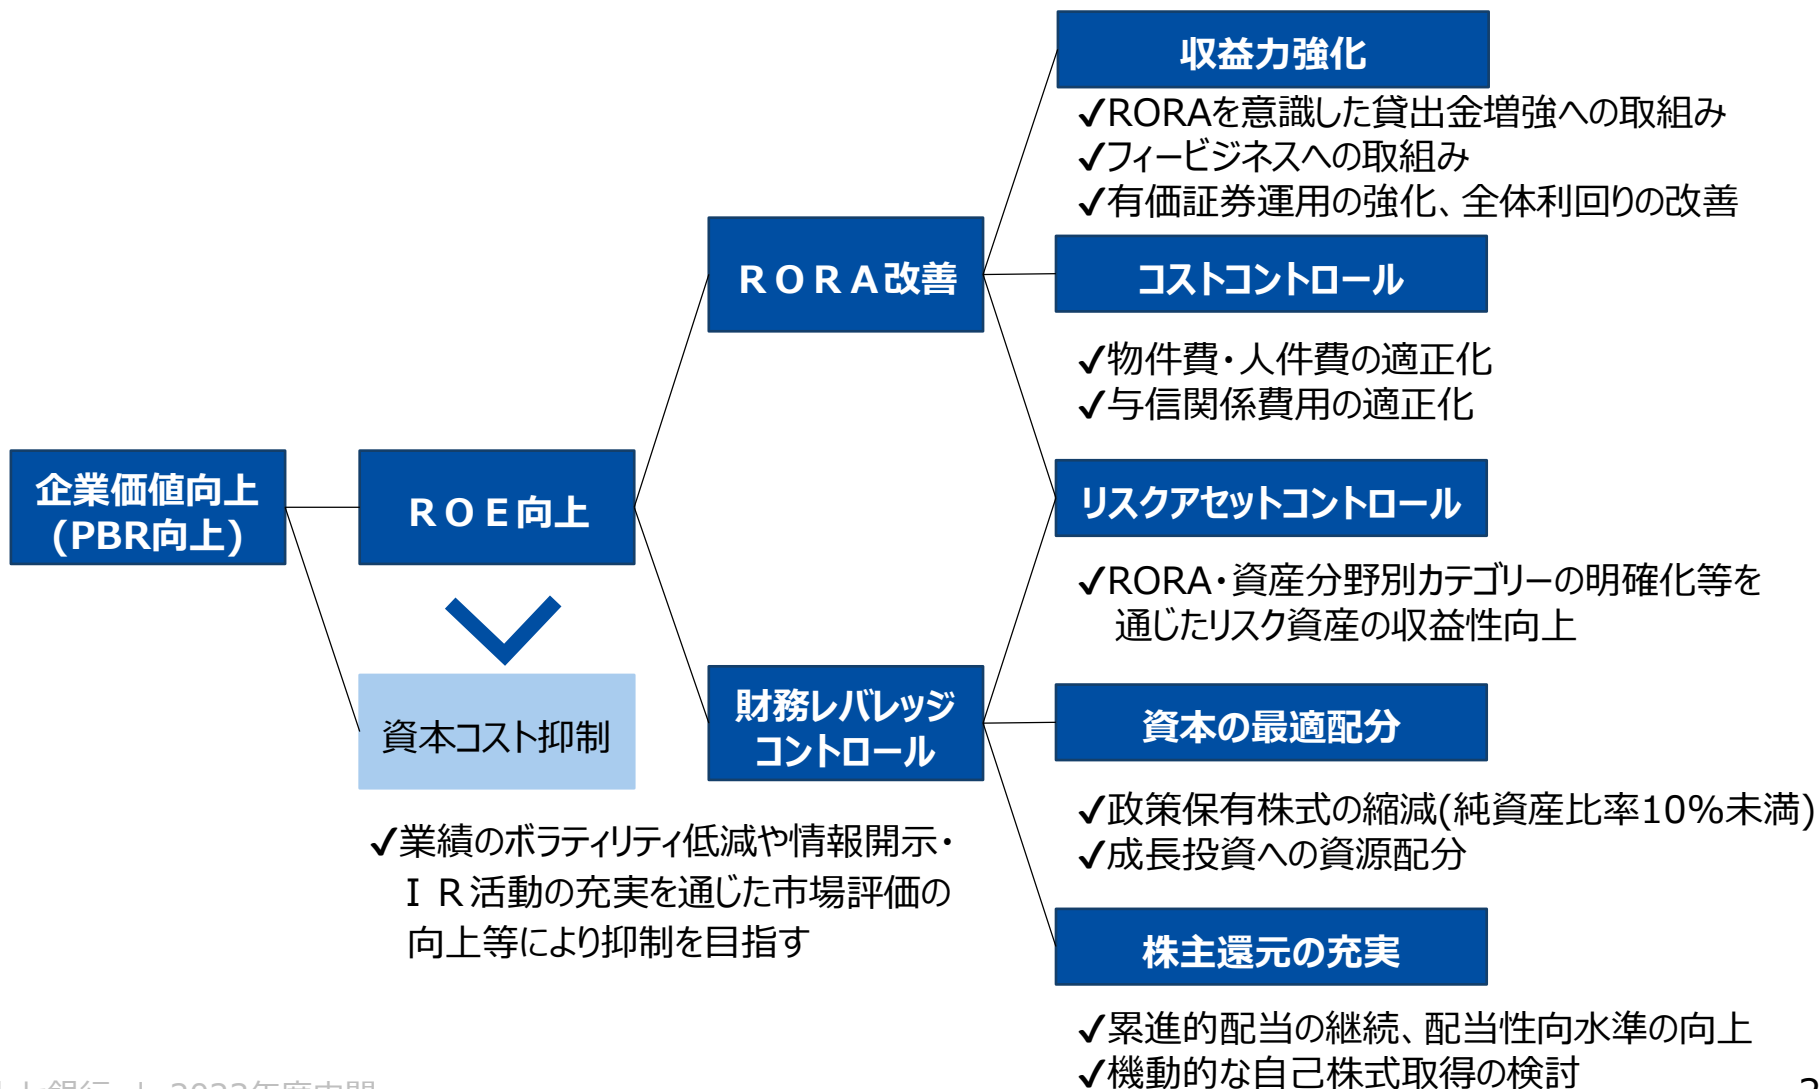 収益力強化
✓RORAを意識した貸出金増強への取組み
✓フィービジネスへの取組み
✓有価証券運用の強化、全体利回りの改善
ＲＯＲＡ改善
コストコントロール
✓物件費・人件費の適正化
✓与信関係費用の適正化
企業価値向上
(PBR向上)
ＲＯＥ向上
リスクアセットコントロール
✓RORA・資産分野別カテゴリーの明確化等を
通じたリスク資産の収益性向上
資本コスト抑制
財務レバレッジ
コントロール
資本の最適配分
✓政策保有株式の縮減(純資産比率10%未満)
✓成長投資への資源配分
✓業績のボラティリティ低減や情報開示・
ＩＲ活動の充実を通じた市場評価の
向上等により抑制を目指す
株主還元の充実
✓累進的配当の継続、配当性向水準の向上
✓機動的な自己株式取得の検討